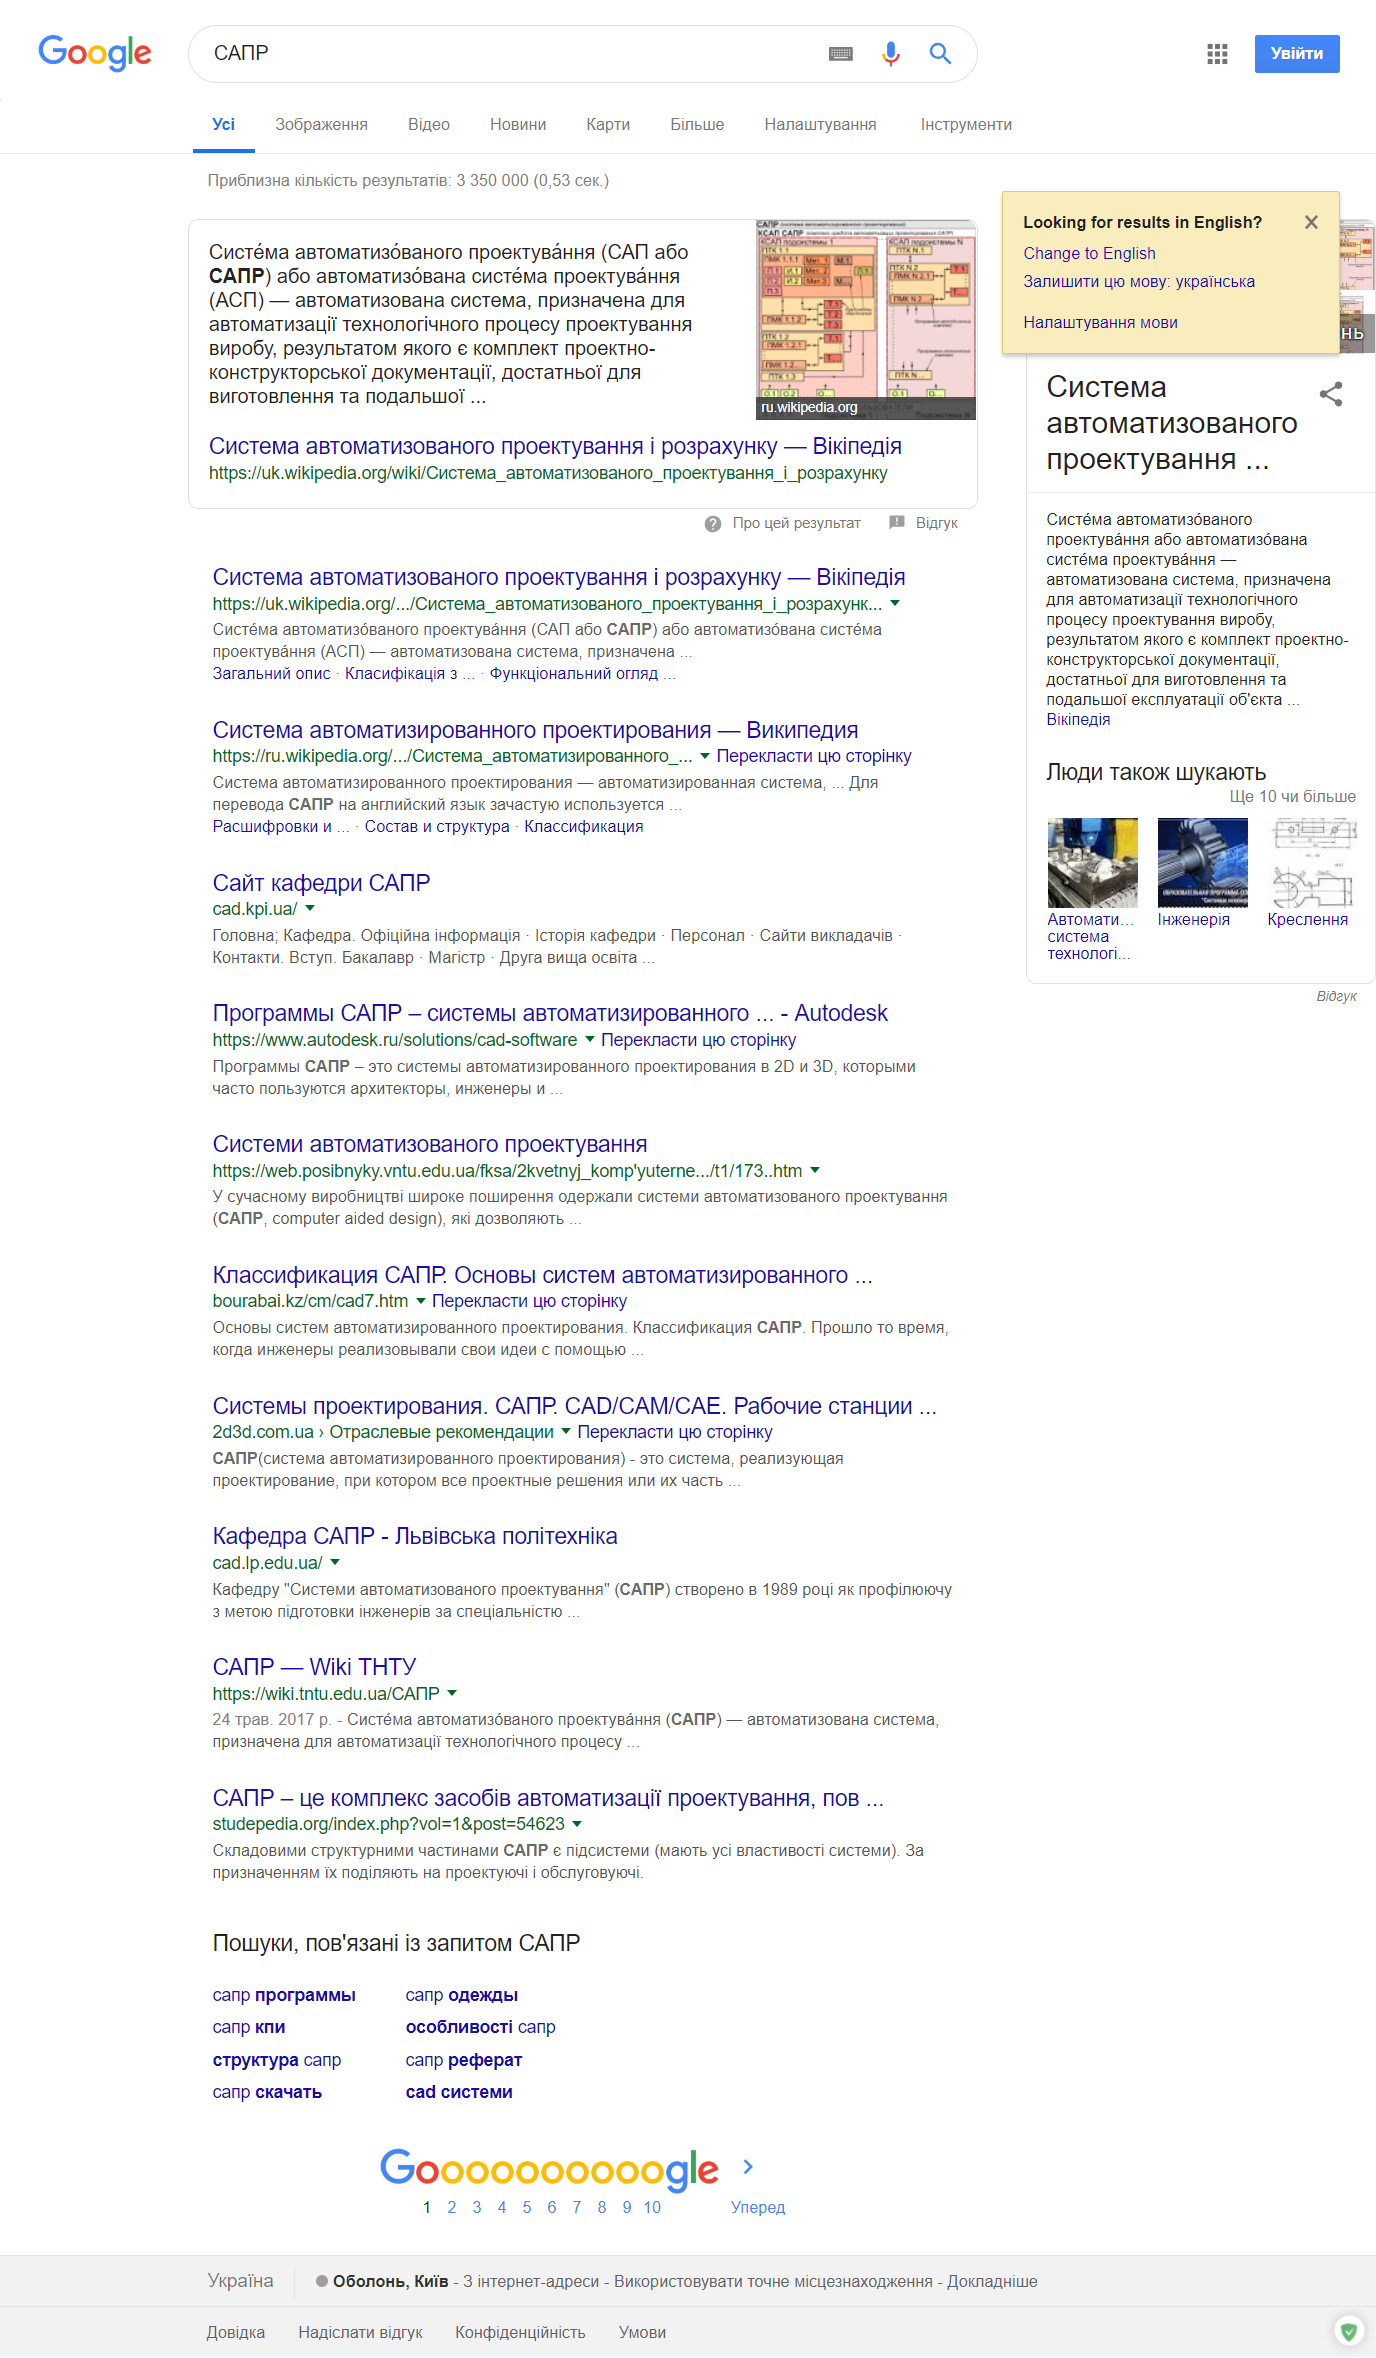 Google
САПР
Увійти
Усі Зображення Відео Новини Карти Більше Налаштування Інструменти
Приблизна кількість результатів: 3 350 000 (0,53 сек.)
Систе́ма автоматизо́ваного проектува́ння (САП або
САПР) або автоматизо́вана систе́ма проектува́ння
(АСП) — автоматизована система, призначена для
автоматизації технологічного процесу проектування
виробу, результатом якого є комплект проектно-
конструкторської документації, достатньої для
виготовлення та подальшої ...
ru.wikipedia.org
Система автоматизованого проектування і розрахунку — Вікіпедія
https://uk.wikipedia.org/wiki/Система_автоматизованого_проектування_і_розрахунку
Про цей результат Відгук
Система автоматизованого проектування і розрахунку — Вікіпедія
https://uk.wikipedia.org/.../Система_автоматизованого_проектування_і_розрахунк...
Систе́ма автоматизо́ваного проектува́ння (САП або САПР) або автоматизо́вана систе́ма
проектува́ння (АСП) — автоматизована система, призначена ...
Загальний опис · Класифікація з ... · Функціональний огляд ...
Система автоматизированного проектирования — Википедия
https://ru.wikipedia.org/.../Система_автоматизированного_... Перекласти цю сторінку
Система автоматизированного проектирования — автоматизированная система, ... Для
перевода САПР на английский язык зачастую используется ...
Расшифровки и ... · Состав и структура · Классификация
Сайт кафедри САПР
cad.kpi.ua/
Головна; Кафедра. Офіційна інформація · Історія кафедри · Персонал · Сайти викладачів ·
Контакти. Вступ. Бакалавр · Магістр · Друга вища освіта ...
Программы САПР – системы автоматизированного ... - Autodesk
https://www.autodesk.ru/solutions/cad-software Перекласти цю сторінку
Программы САПР – это системы автоматизированного проектирования в 2D и 3D, которыми
часто пользуются архитекторы, инженеры и ...
Системи автоматизованого проектування
https://web.posibnyky.vntu.edu.ua/fksa/2kvetnyj_komp'yuterne.../t1/173..htm
У сучасному виробництві широке поширення одержали системи автоматизованого проектування
(САПР, computer aided design), які дозволяють ...
Классификация САПР. Основы систем автоматизированного ...
bourabai.kz/cm/cad7.htm Перекласти цю сторінку
Основы систем автоматизированного проектирования. Классификация САПР. Прошло то время,
когда инженеры реализовывали свои идеи с помощью ...
Системы проектирования. САПР. CAD/CAM/CAE. Рабочие станции ...
2d3d.com.ua › Отраслевые рекомендации Перекласти цю сторінку
САПР(система автоматизированного проектирования) - это система, реализующая
проектирование, при котором все проектные решения или их часть ...
Кафедра САПР - Львівська політехніка
cad.lp.edu.ua/
Кафедру "Системи автоматизованого проектування" (САПР) створено в 1989 році як профілюючу
з метою підготовки інженерів за спеціальністю ...
САПР — Wiki ТНТУ
https://wiki.tntu.edu.ua/САПР
24 трав. 2017 р. - Систе́ма автоматизо́ваного проектува́ння (САПР) — автоматизована система,
призначена для автоматизації технологічного процесу ...
САПР – це комплекс засобів автоматизації проектування, пов ...
studepedia.org/index.php?vol=1&post=54623
Складовими структурними частинами САПР є підсистеми (мають усі властивості системи). За
призначенням їх поділяють на проектуючі і обслуговуючі.
Looking for results in English?
Change to English
Залишити цю мову: українська
Налаштування мови
нь
Система
автоматизованого
проектування ...
Систе́ма автоматизо́ваного
проектува́ння або автоматизо́вана
систе́ма проектува́ння —
автоматизована система, призначена
для автоматизації технологічного
процесу проектування виробу,
результатом якого є комплект проектно-
конструкторської документації,
достатньої для виготовлення та
подальшої експлуатації об'єкта ...
Вікіпедія
Люди також шукають
Ще 10 чи більше
Автомати...
система
технологі...
Інженерія
Креслення
Відгук
Пошуки, пов'язані із запитом САПР
сапр программы сапр одежды
сапр кпи особливості сапр
структура сапр сапр реферат
сапр скачать cad системи
Goooooooooogle
1 2 3 4 5 6 7 8 9 10 Уперед
Україна Оболонь, Київ - З інтернет-адреси - Використовувати точне місцезнаходження - Докладніше
Довідка Надіслати відгук Конфіденційність Умови